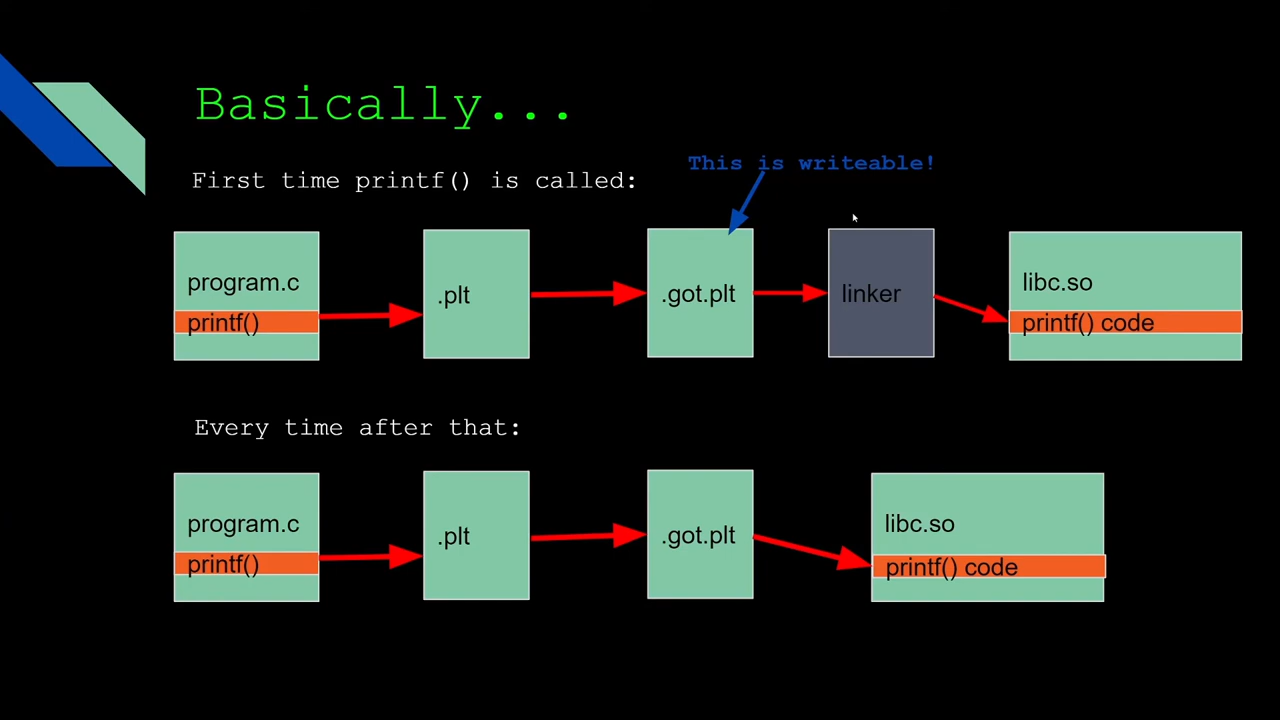 Basically...
This is writeable!
First time printf() is called:
program.c
printf()
.plt
.got.plt
linker
libc.so
printf() code
Every time after that:
program.c
printf()
.plt
.got.plt
libc.so
printf() code